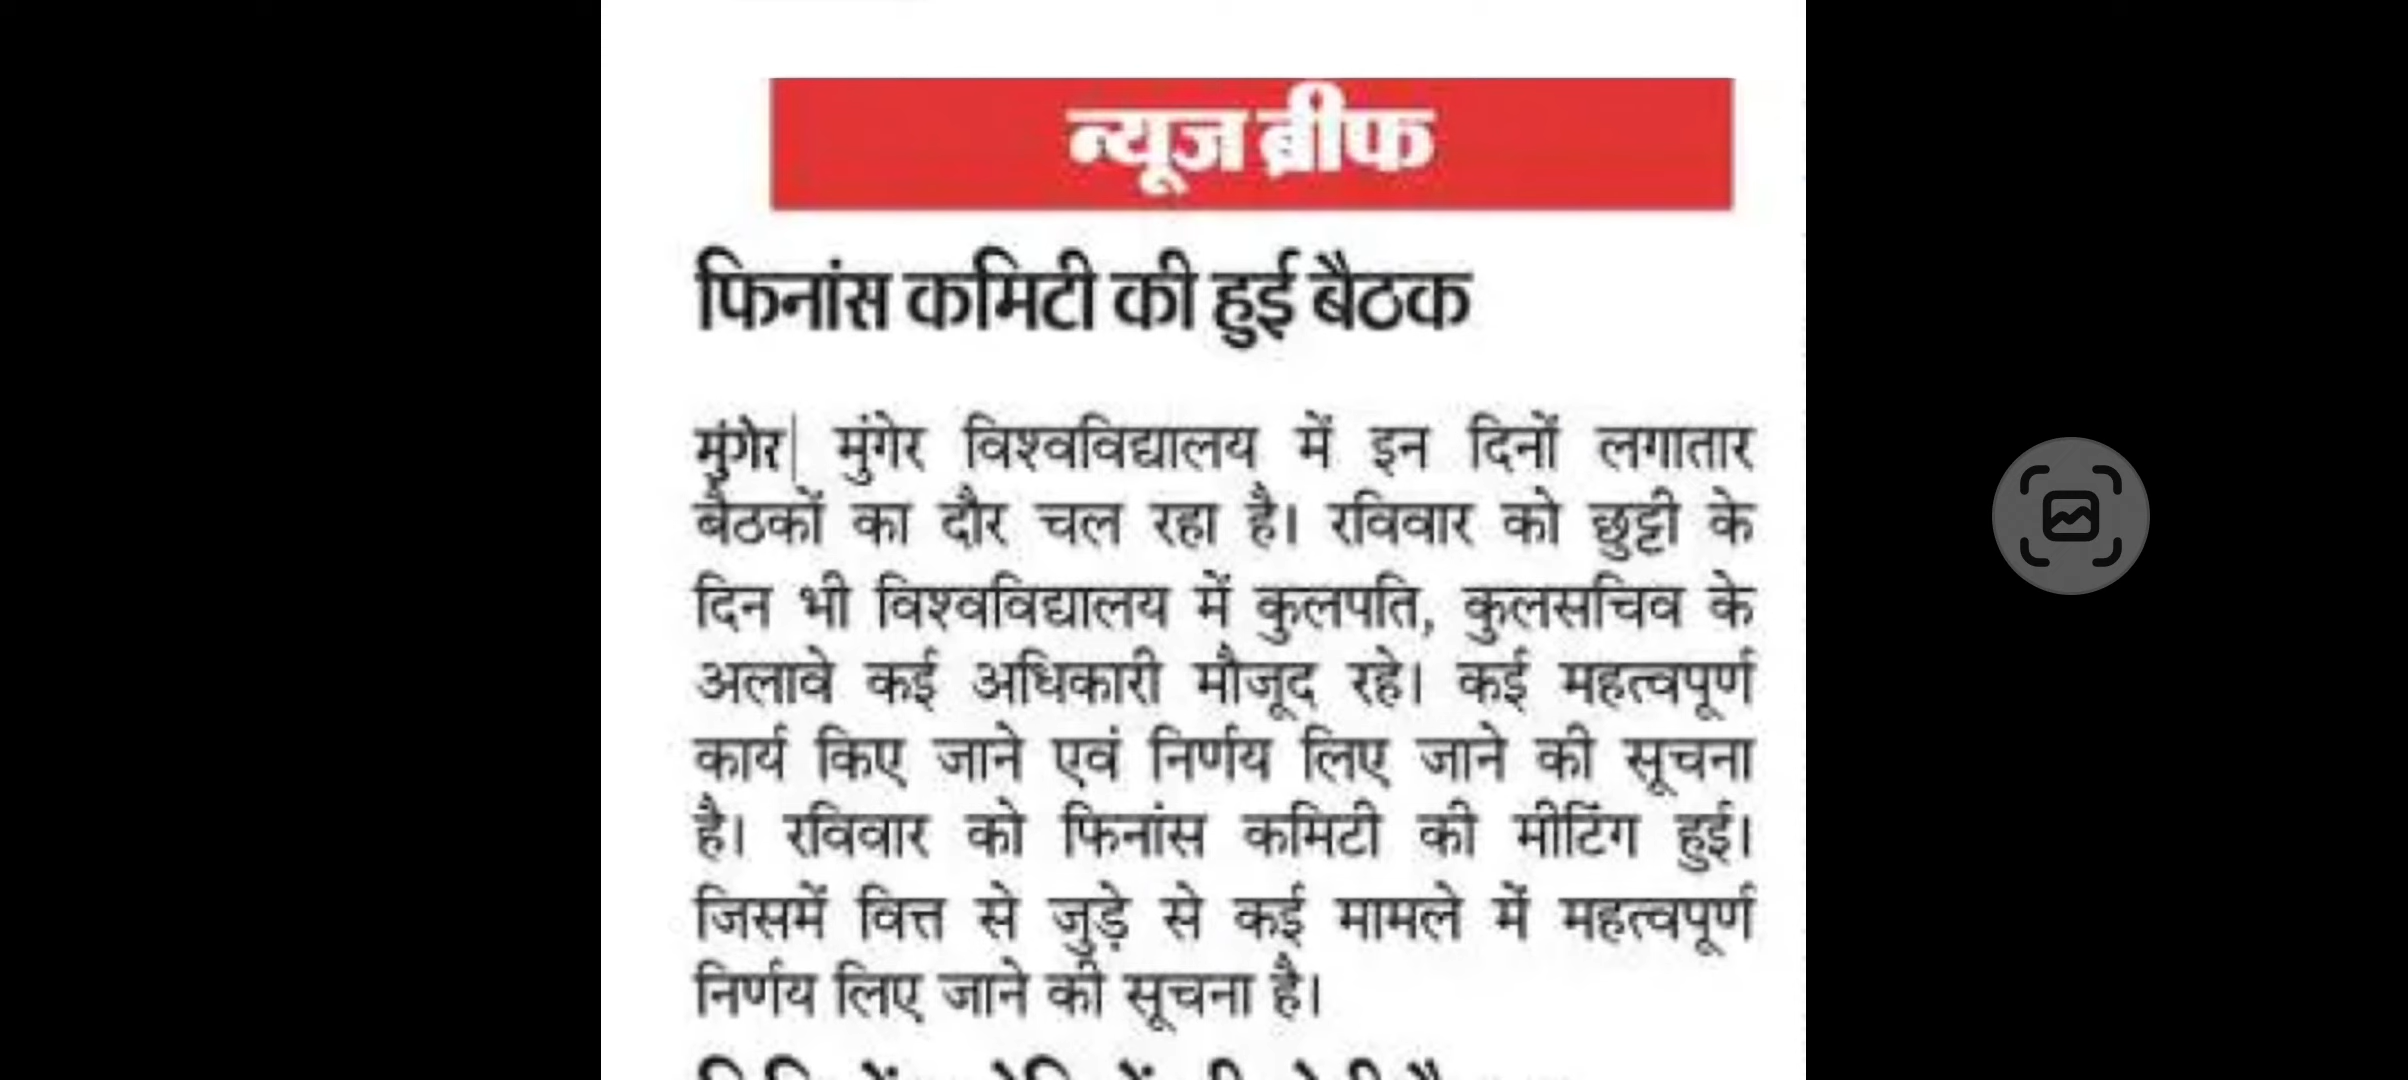 न्यूज ब्रीफ
फिनांस कमिटी की हुई बैठक
मुंगेर| मुंगेर विश्वविद्यालय में इन दिनों लगातार
बैठकों का दौर चल रहा है। रविवार को छुट्टी के
दिन भी विश्वविद्यालय में कुलपति, कुलसचिव के
अलावे कई अधिकारी मौजूद रहे। कई महत्वपूर्ण
कार्य किए जाने एवं निर्णय लिए जाने की सूचना
है। रविवार को फिनांस कमिटी की मीटिंग हुई।
जिसमें वित्त से जुड़े से कई मामले में महत्वपूर्ण
निर्णय लिए जाने की सूचना है।